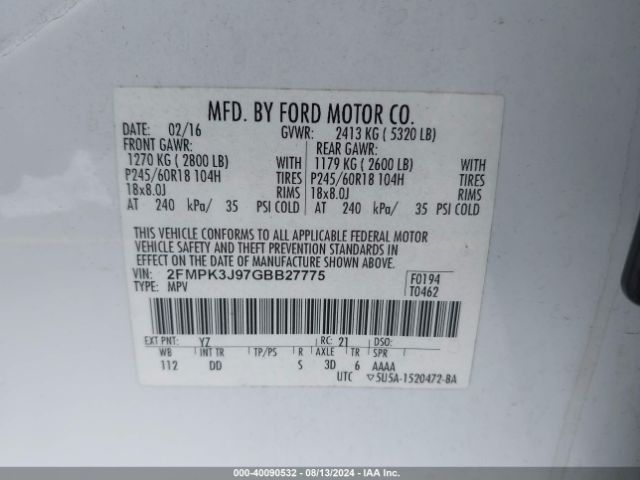 MFD. BY FORD MOTOR CO.
DATE: 02/16 GVWR: 2413 KG ( 5320 LB)
FRONT GAWR: REAR GAWR:
1270 KG ( 2800 LB) WITH 1179 KG ( 2600 LB) WITH
P245/60R18 104H TIRES P245/60R18 104H TIRES
18x8.0J RIMS 18x8.0J RIMS
AT 240 kPa/ 35 PSI COLD AT 240 kPa/ 35 PSI COLD
THIS VEHICLE CONFORMS TO ALL APPLICABLE FEDERAL MOTOR
VEHICLE SAFETY AND THEFT PREVENTION STANDARDS IN
EFFECT ON THE DATE OF MANUFACTURE SHOWN ABOVE.
VIN: 2FMPK3J97GBB27775 F0194
TYPE: MPV T0462
EXT PNT: YZ RC: 21 DSO:
WB INT TR TP/PS R AXLE TR SPR
112 DD S 3D 6 AAAA
UTC ▽5U5A-1520472-BA
000-40090532 - 08/13/2024 - IAA Inc.